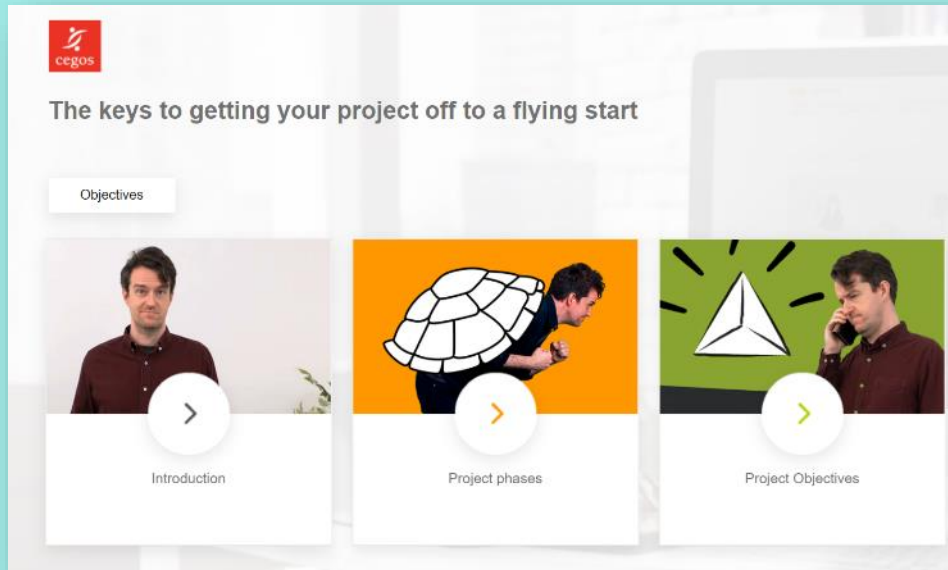 cegos
The keys to getting your project off to a flying start
Objectives
Introduction
Project phases
Project Objectives